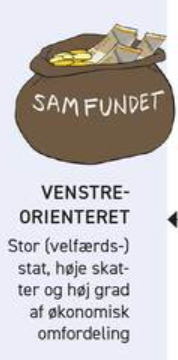 SAMFUNDET
VENSTRE-
ORIENTERET
Stor (velfærds-)
stat, høje skat-
ter og høj grad
af økonomisk
omfordeling